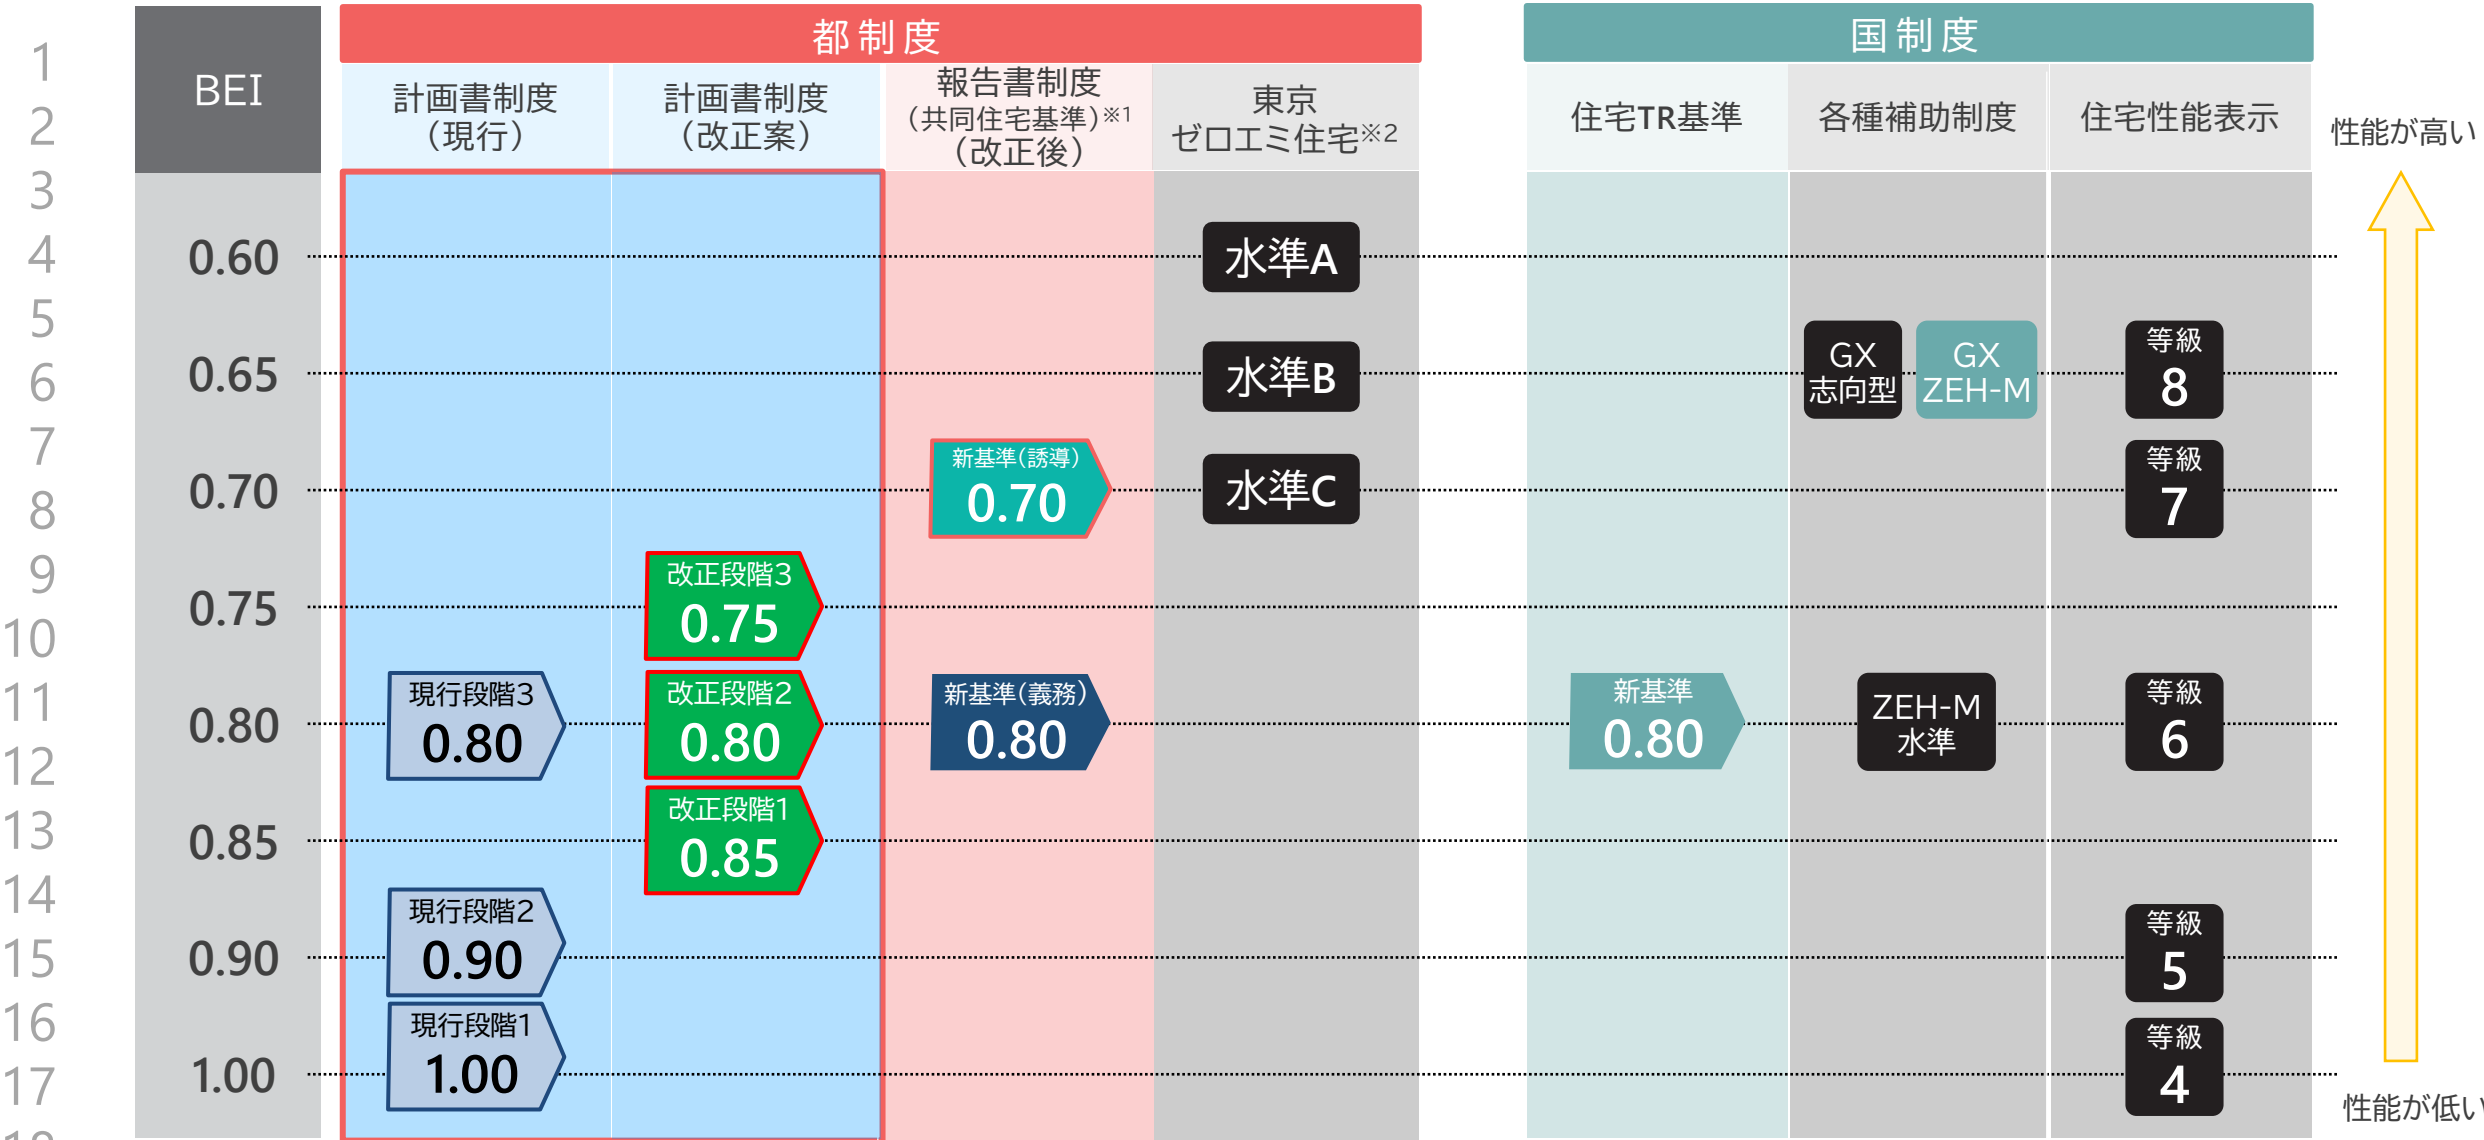 都制度
国制度
BEI
計画書制度
（現行）
計画書制度
（改正案）
報告書制度
（共同住宅基準）※1
（改正後）
東京
ゼロエミ住宅※2
住宅TR基準
各種補助制度
住宅性能表示
性能が高い
1
2
3
4
5
6
7
8
9
10
11
12
13
14
15
16
17
0.60
水準A
0.65
水準B
GX
志向型
GX
ZEH-M
等級
8
0.70
新基準（誘導）
0.70
水準C
等級
7
0.75
改正段階3
0.75
0.80
現行段階3
0.80
改正段階2
0.80
新基準（義務）
0.80
新基準
0.80
ZEH-M
水準
等級
6
0.85
改正段階1
0.85
0.90
現行段階2
0.90
等級
5
1.00
現行段階1
1.00
等級
4
性能が低い